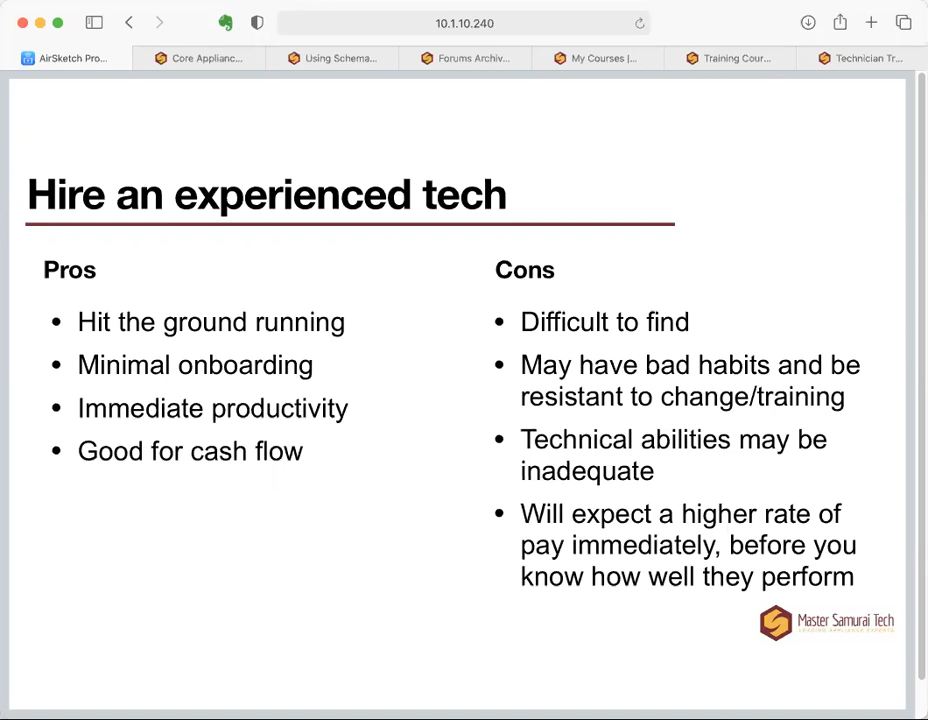 10.1.10.240
AirSketch Pro...
Core Applianc...
Using Schema...
Forums Archiv...
My Courses |...
Training Cour...
Technician Tr...
Hire an experienced tech
Pros
• Hit the ground running
• Minimal onboarding
• Immediate productivity
• Good for cash flow
Cons
• Difficult to find
• May have bad habits and be
resistant to change/training
• Technical abilities may be
inadequate
• Will expect a higher rate of
pay immediately, before you
know how well they perform
Master Samurai Tech
LEADING APPLIANCE EXPERTS